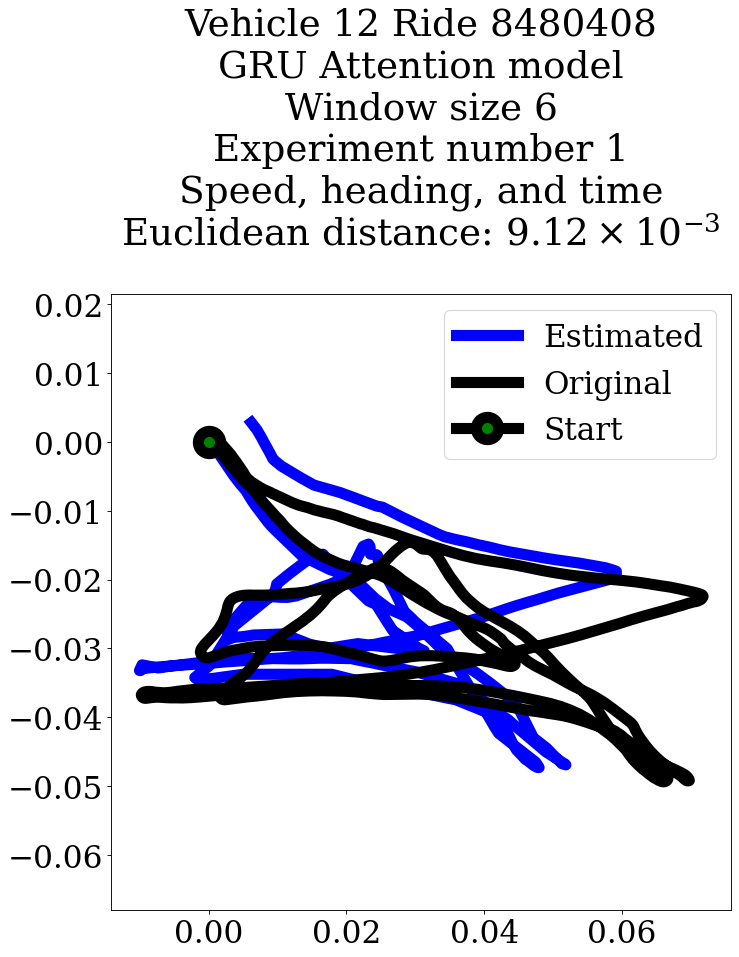 Vehicle 12 Ride 8480408
GRU Attention model
Window size 6
Experiment number 1
Speed, heading, and time
Euclidean distance: 9.12 × 10⁻³
Estimated
Original
Start
0.02
0.01
0.00
−0.01
−0.02
−0.03
−0.04
−0.05
−0.06
0.00 0.02 0.04 0.06